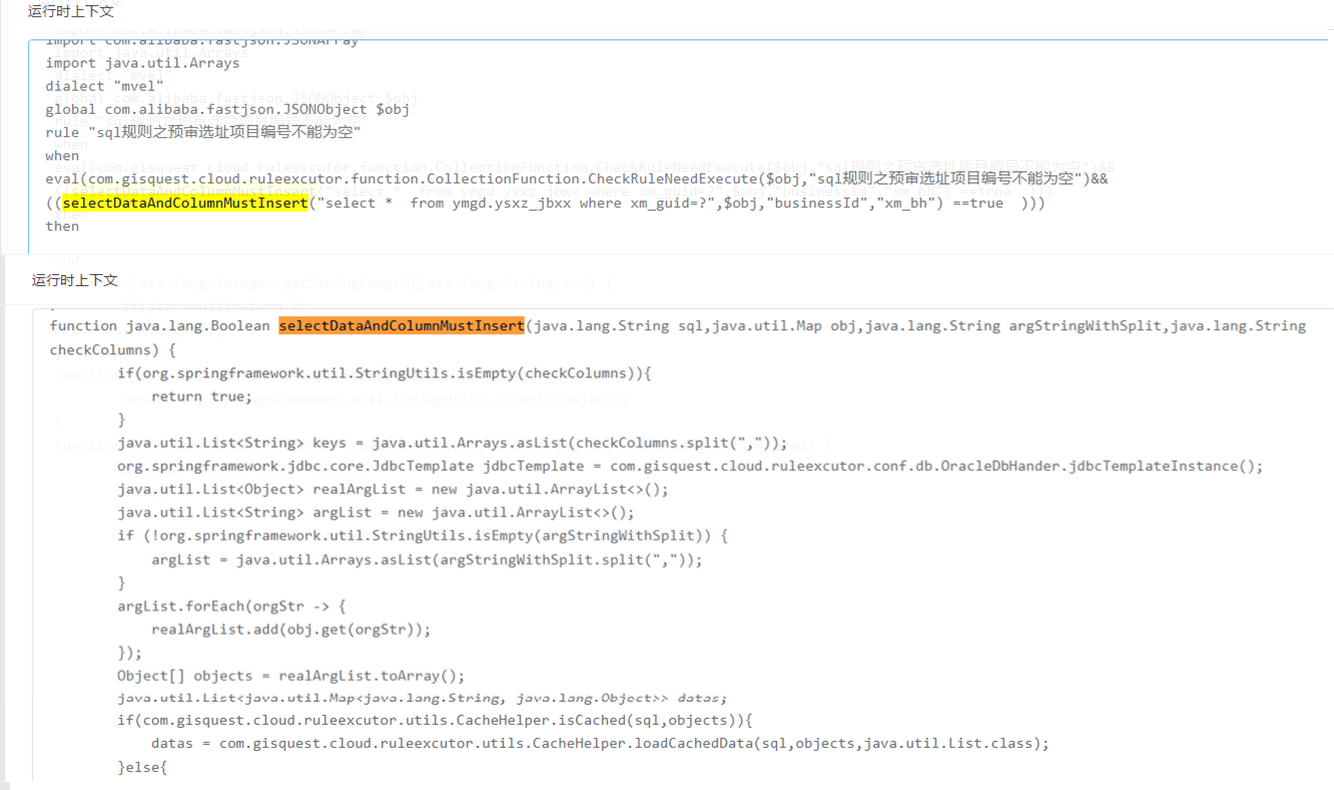 运行时上下文
import com.alibaba.fastjson.JSONArray
import java.util.Arrays
dialect "mvel"
global com.alibaba.fastjson.JSONObject $obj
rule "sql规则之预审选址项目编号不能为空"
when
eval(com.gisquest.cloud.ruleexcutor.function.CollectionFunction.CheckRuleNeedExecute($obj,"sql规则之预审选址项目编号不能为空")&&
((selectDataAndColumnMustInsert("select *  from ymgd.ysxz_jbxx where xm_guid=?",$obj,"businessId","xm_bh") ==true  )))
then
end
运行时上下文
function java.lang.Boolean selectDataAndColumnMustInsert(java.lang.String sql,java.util.Map obj,java.lang.String argStringWithSplit,java.lang.String
checkColumns) {
if(org.springframework.util.StringUtils.isEmpty(checkColumns)){
return true;
}
java.util.List<String> keys = java.util.Arrays.asList(checkColumns.split(","));
org.springframework.jdbc.core.JdbcTemplate jdbcTemplate = com.gisquest.cloud.ruleexcutor.conf.db.OracleDbHander.jdbcTemplateInstance();
java.util.List<Object> realArgList = new java.util.ArrayList<>();
java.util.List<String> argList = new java.util.ArrayList<>();
if (!org.springframework.util.StringUtils.isEmpty(argStringWithSplit)) {
argList = java.util.Arrays.asList(argStringWithSplit.split(","));
}
argList.forEach(orgStr -> {
realArgList.add(obj.get(orgStr));
});
Object[] objects = realArgList.toArray();
java.util.List<java.util.Map<java.lang.String, java.lang.Object>> datas;
if(com.gisquest.cloud.ruleexcutor.utils.CacheHelper.isCached(sql,objects)){
datas = com.gisquest.cloud.ruleexcutor.utils.CacheHelper.loadCachedData(sql,objects,java.util.List.class);
}else{